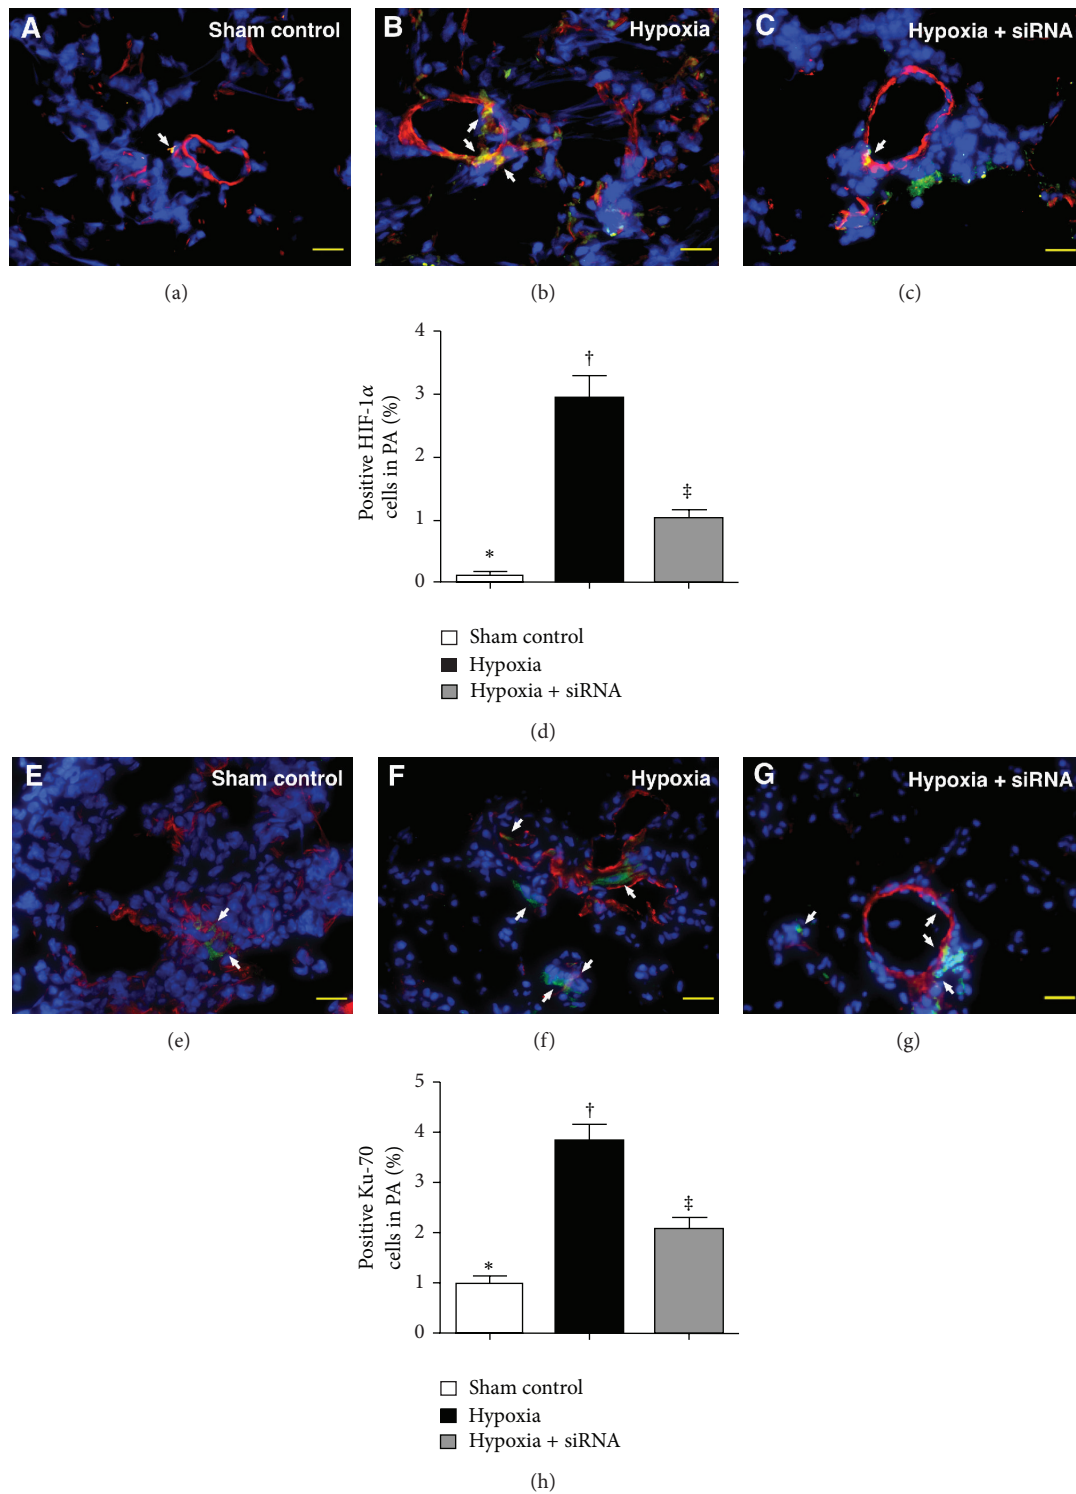 A Sham control
B Hypoxia
C Hypoxia + siRNA
(a)
(b)
(c)
4
3
2
1
0
Positive HIF-1α
cells in PA (%)
*
†
‡
Sham control
Hypoxia
Hypoxia + siRNA
(d)
E Sham control
F Hypoxia
G Hypoxia + siRNA
(e)
(f)
(g)
5
4
3
2
1
0
Positive Ku-70
cells in PA (%)
*
†
‡
Sham control
Hypoxia
Hypoxia + siRNA
(h)